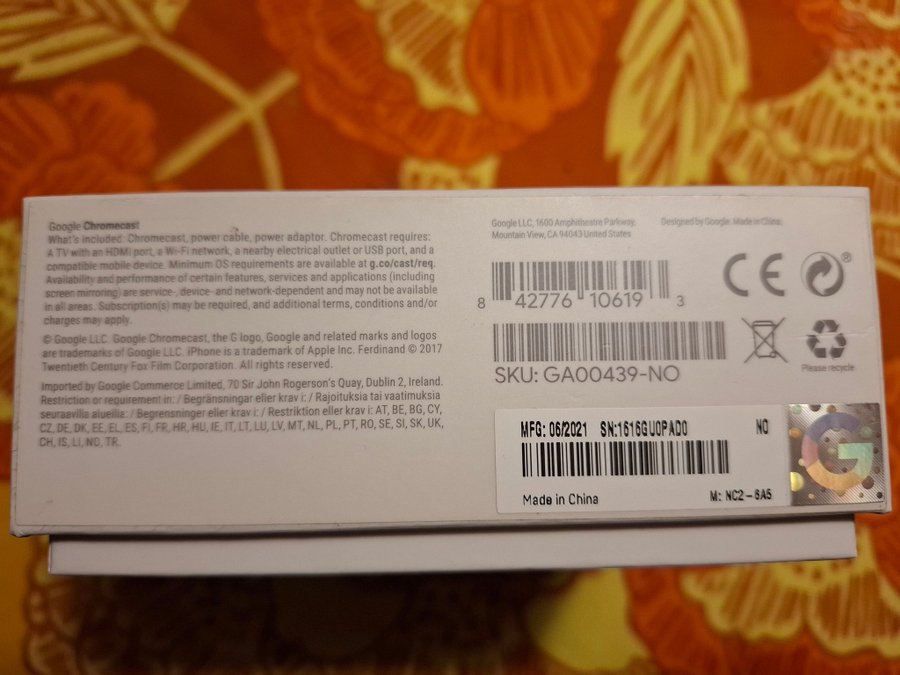 Google Chromecast
What's included: Chromecast, power cable, power adaptor. Chromecast requires:
A TV with an HDMI port, a Wi-Fi network, a nearby electrical outlet or USB port, and a
compatible mobile device. Minimum OS requirements are available at g.co/cast/req.
Availability and performance of certain features, services and applications (including
screen mirroring) are service-, device- and network-dependent and may not be available
in all areas. Subscription(s) may be required, and additional terms, conditions and/or
charges may apply.
© Google LLC. Google Chromecast, the G logo, Google and related marks and logos
are trademarks of Google LLC. iPhone is a trademark of Apple Inc. Ferdinand © 2017
Twentieth Century Fox Film Corporation. All rights reserved.
Imported by Google Commerce Limited, 70 Sir John Rogerson's Quay, Dublin 2, Ireland.
Restriction or requirement in: / Begränsningar eller krav i: / Rajoituksia tai vaatimuksia
seuraavilla alueilla: / Begrensninger eller krav i: / Restriktion eller krav i: AT, BE, BG, CY,
CZ, DE, DK, EE, EL, ES, FI, FR, HR, HU, IE, IT, LT, LU, LV, MT, NL, PL, PT, RO, SE, SI, SK, UK,
CH, IS, LI, NO, TR.
Google LLC, 1600 Amphitheatre Parkway,
Mountain View, CA 94043 United States
Designed by Google. Made in China.
8 42776 10619 3
CE
®
SKU: GA00439-NO
Please recycle
MFG: 06/2021 SN:1616GU0PAD0 NO
Made in China M: NC2-6A5
G